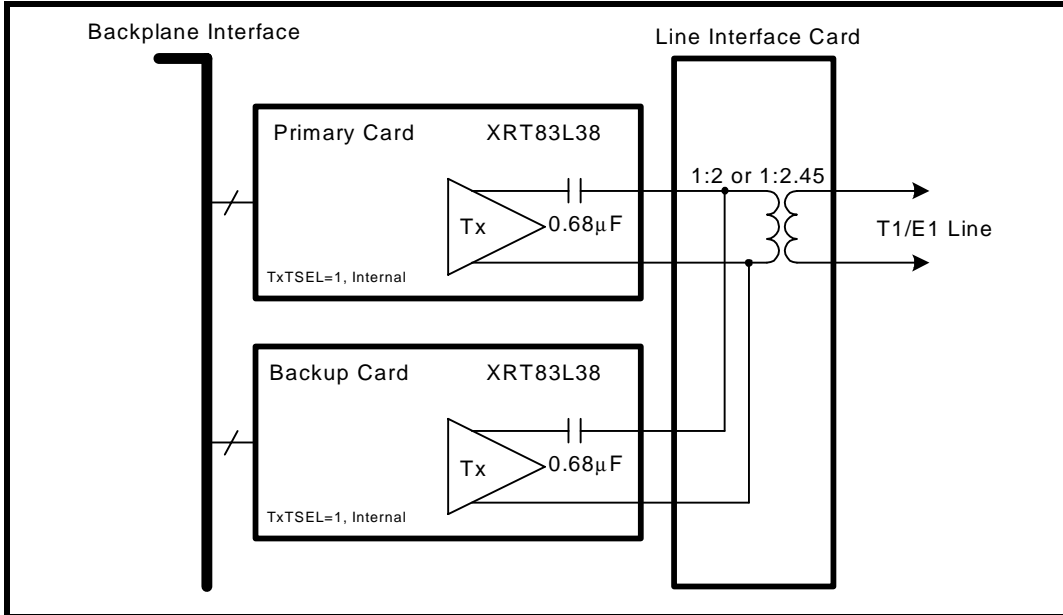 Backplane Interface
Line Interface Card
Primary Card XRT83L38
1:2 or 1:2.45
Tx
0.68μF
T1/E1 Line
TxTSEL=1, Internal
Backup Card XRT83L38
Tx
0.68μF
TxTSEL=1, Internal